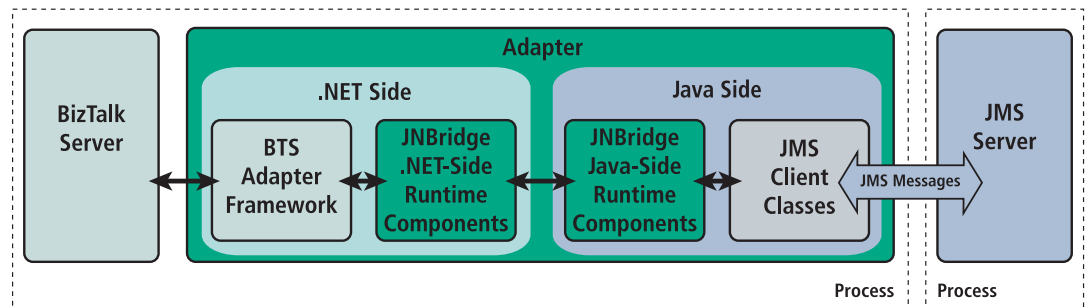 Adapter
.NET Side
Java Side
BizTalk
Server
BTS
Adapter
Framework
JNBridge
.NET-Side
Runtime
Components
JNBridge
Java-Side
Runtime
Components
JMS
Client
Classes
JMS Messages
JMS
Server
Process
Process